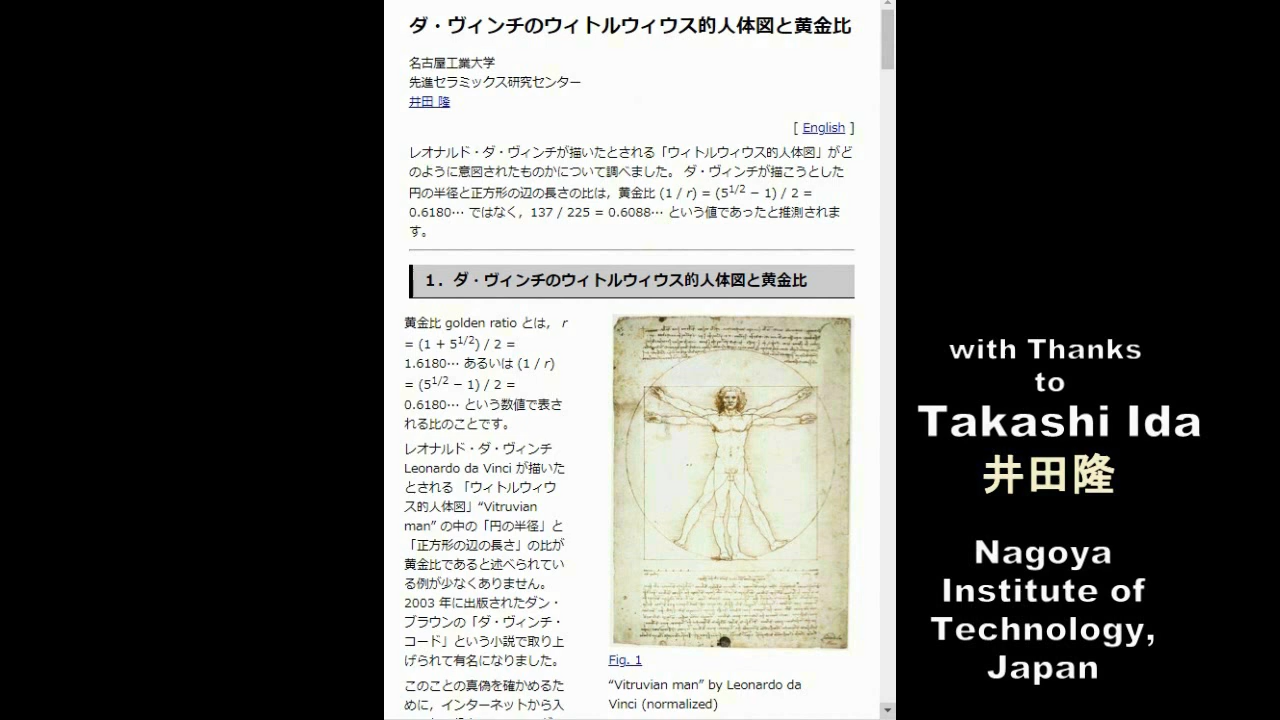 ダ・ヴィンチのウィトルウィウス的人体図と黄金比
名古屋工業大学
先進セラミックス研究センター
井田 隆
[ English ]
レオナルド・ダ・ヴィンチが描いたとされる「ウィトルウィウス的人体図」がど
のように意図されたものかについて調べました。 ダ・ヴィンチが描こうとした
円の半径と正方形の辺の長さの比は，黄金比 (1 / r) = (5^1/2 − 1) / 2 =
0.6180… ではなく，137 / 225 = 0.6088… という値であったと推測されま
す。
１．ダ・ヴィンチのウィトルウィウス的人体図と黄金比
黄金比 golden ratio とは， r
= (1 + 5^1/2) / 2 =
1.6180… あるいは (1 / r)
= (5^1/2 − 1) / 2 =
0.6180… という数値で表さ
れる比のことです。
レオナルド・ダ・ヴィンチ
Leonardo da Vinci が描いた
とされる 「ウィトルウィウ
ス的人体図」“Vitruvian
man” の中の「円の半径」と
「正方形の辺の長さ」の比が
黄金比であると述べられてい
る例が少なくありません。
2003 年に出版されたダン・
ブラウンの「ダ・ヴィンチ・
コード」という小説で取り上
げられて有名になりました。
このことの真偽を確かめるた
めに，インターネットから入
Fig. 1
“Vitruvian man” by Leonardo da
Vinci (normalized)
with Thanks
to
Takashi Ida
井田隆
Nagoya
Institute of
Technology,
Japan